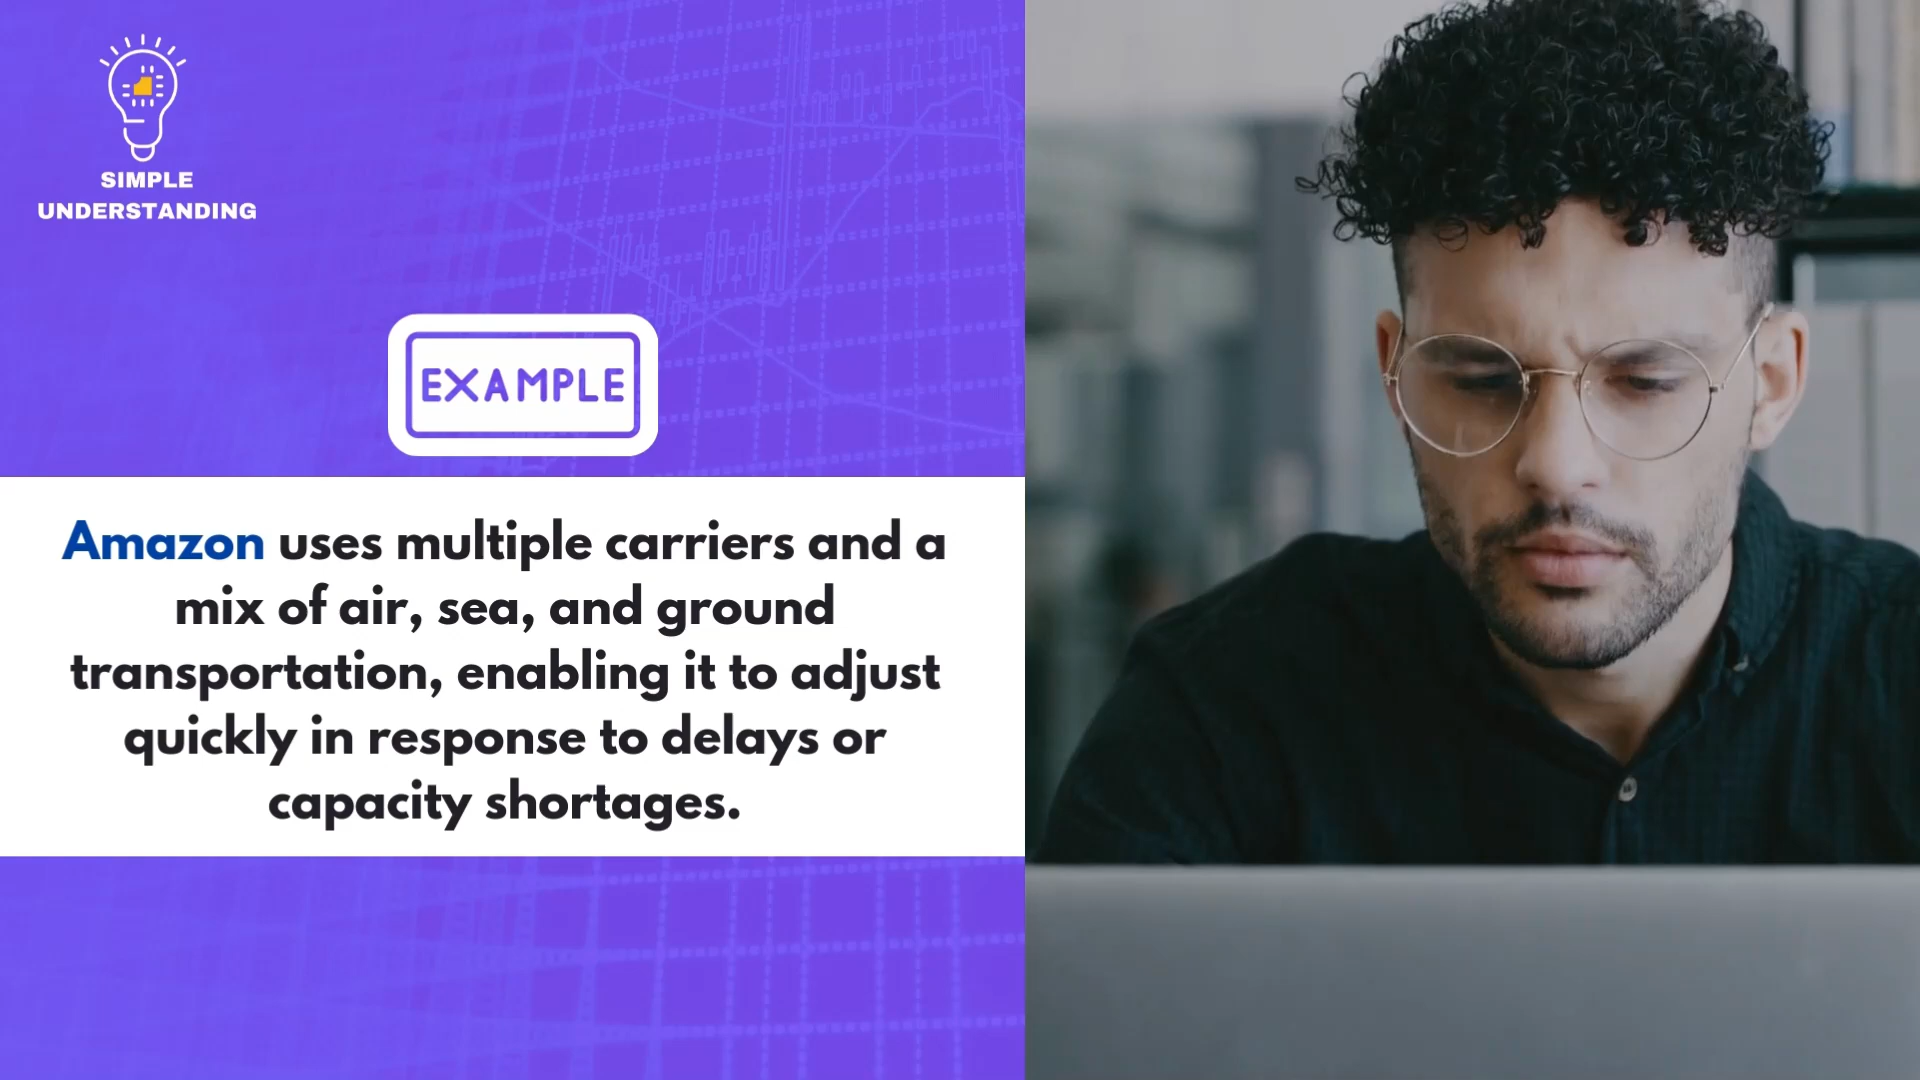 SIMPLE
UNDERSTANDING
EXAMPLE
Amazon uses multiple carriers and a
mix of air, sea, and ground
transportation, enabling it to adjust
quickly in response to delays or
capacity shortages.